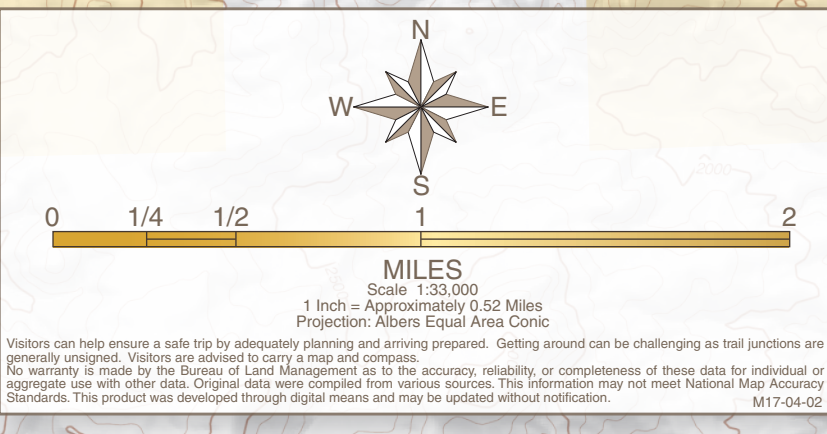 N
W E
S
0 1/4 1/2 1 2
MILES
Scale 1:33,000
1 Inch = Approximately 0.52 Miles
Projection: Albers Equal Area Conic
Visitors can help ensure a safe trip by adequately planning and arriving prepared. Getting around can be challenging as trail junctions are
generally unsigned. Visitors are advised to carry a map and compass.
No warranty is made by the Bureau of Land Management as to the accuracy, reliability, or completeness of these data for individual or
aggregate use with other data. Original data were compiled from various sources. This information may not meet National Map Accuracy
Standards. This product was developed through digital means and may be updated without notification.
M17-04-02
2000